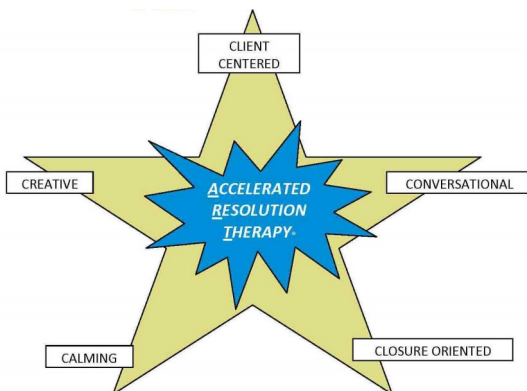 CLIENT
CENTERED
CREATIVE
ACCELERATED
RESOLUTION
THERAPY®
CONVERSATIONAL
CALMING
CLOSURE ORIENTED